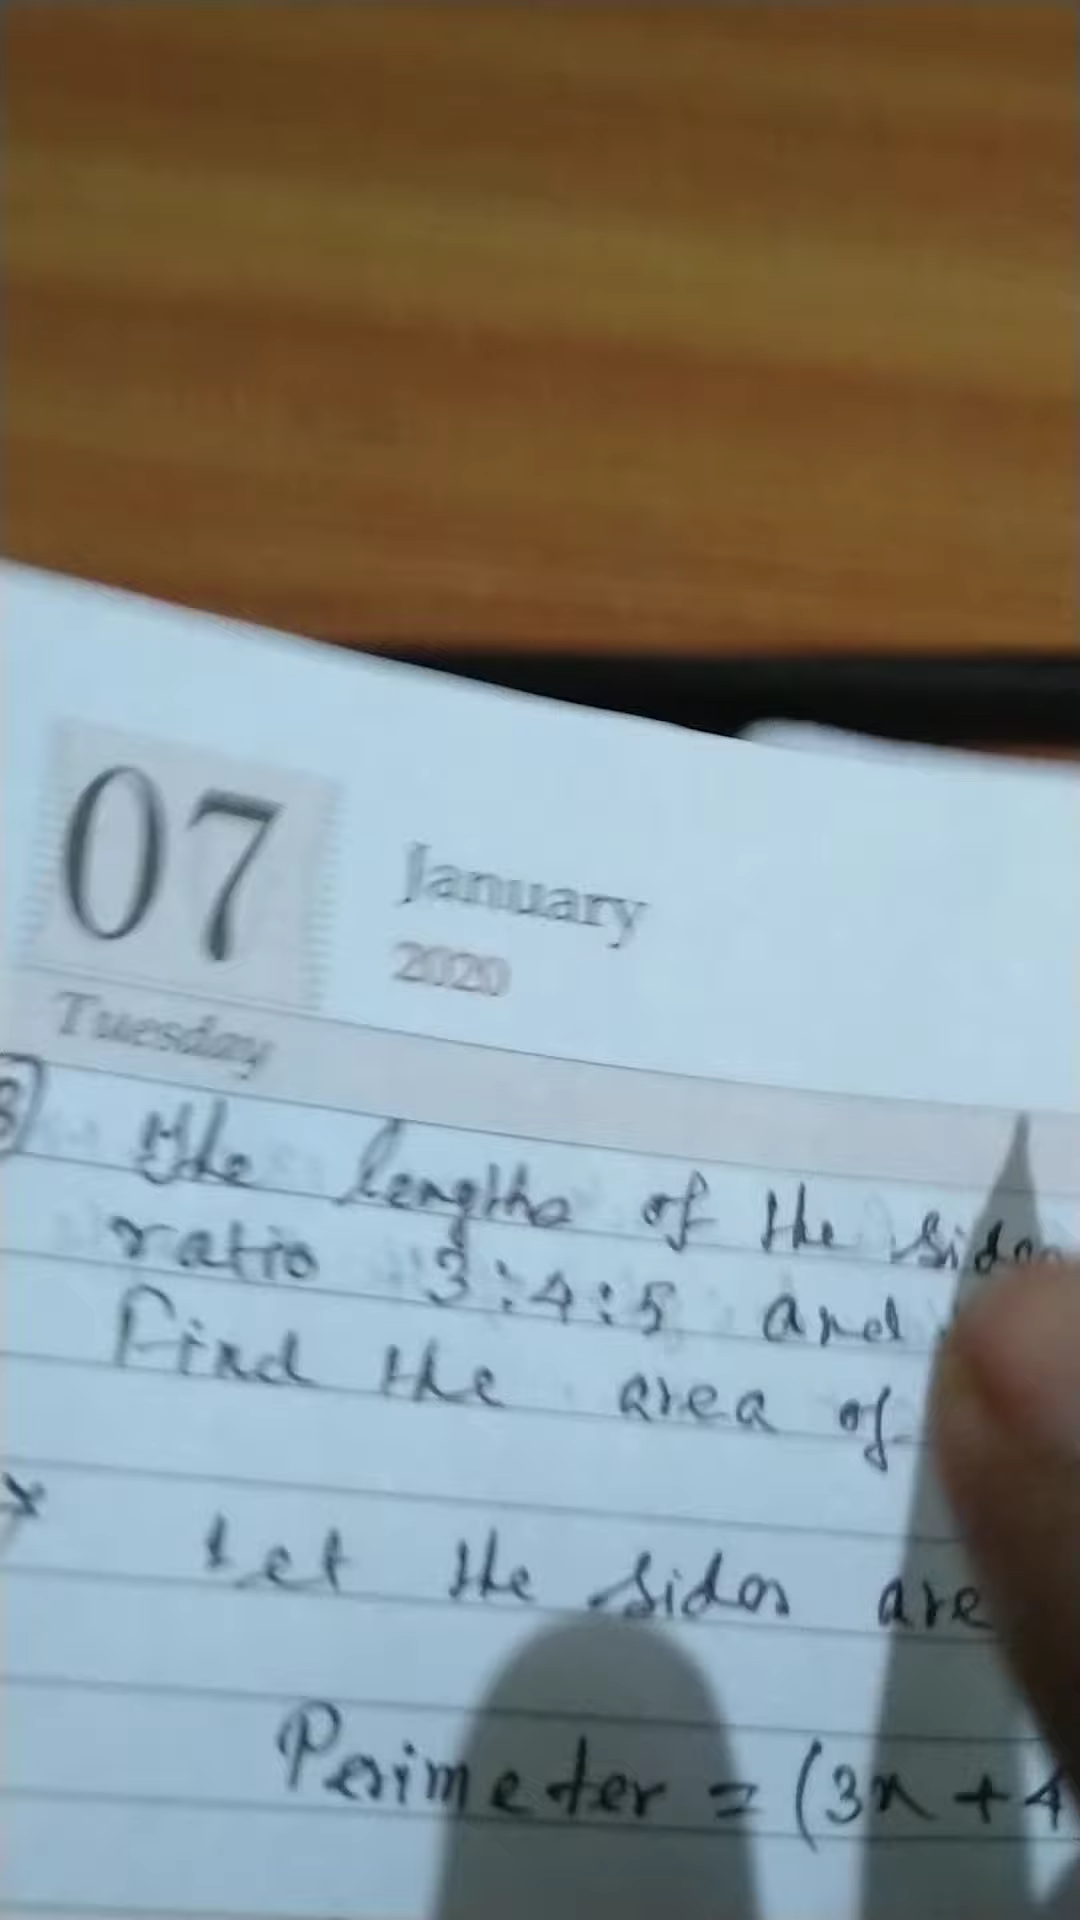 07
January
2020
Tuesday
The lengths of the sides
ratio 3:4:5 and
Find the area of
Let the sides are
Perimeter = (3x + 4